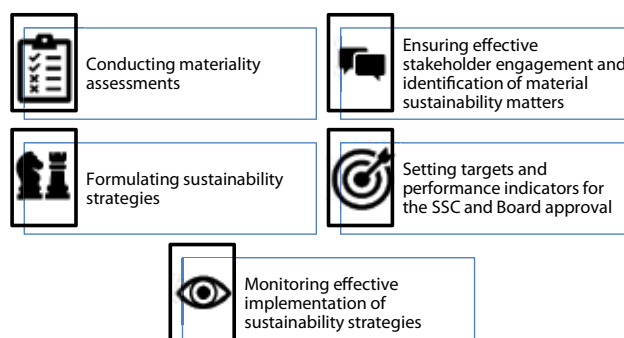 Conducting materiality
assessments
Ensuring effective
stakeholder engagement and
identification of material
sustainability matters
Formulating sustainability
strategies
Setting targets and
performance indicators for
the SSC and Board approval
Monitoring effective
implementation of
sustainability strategies